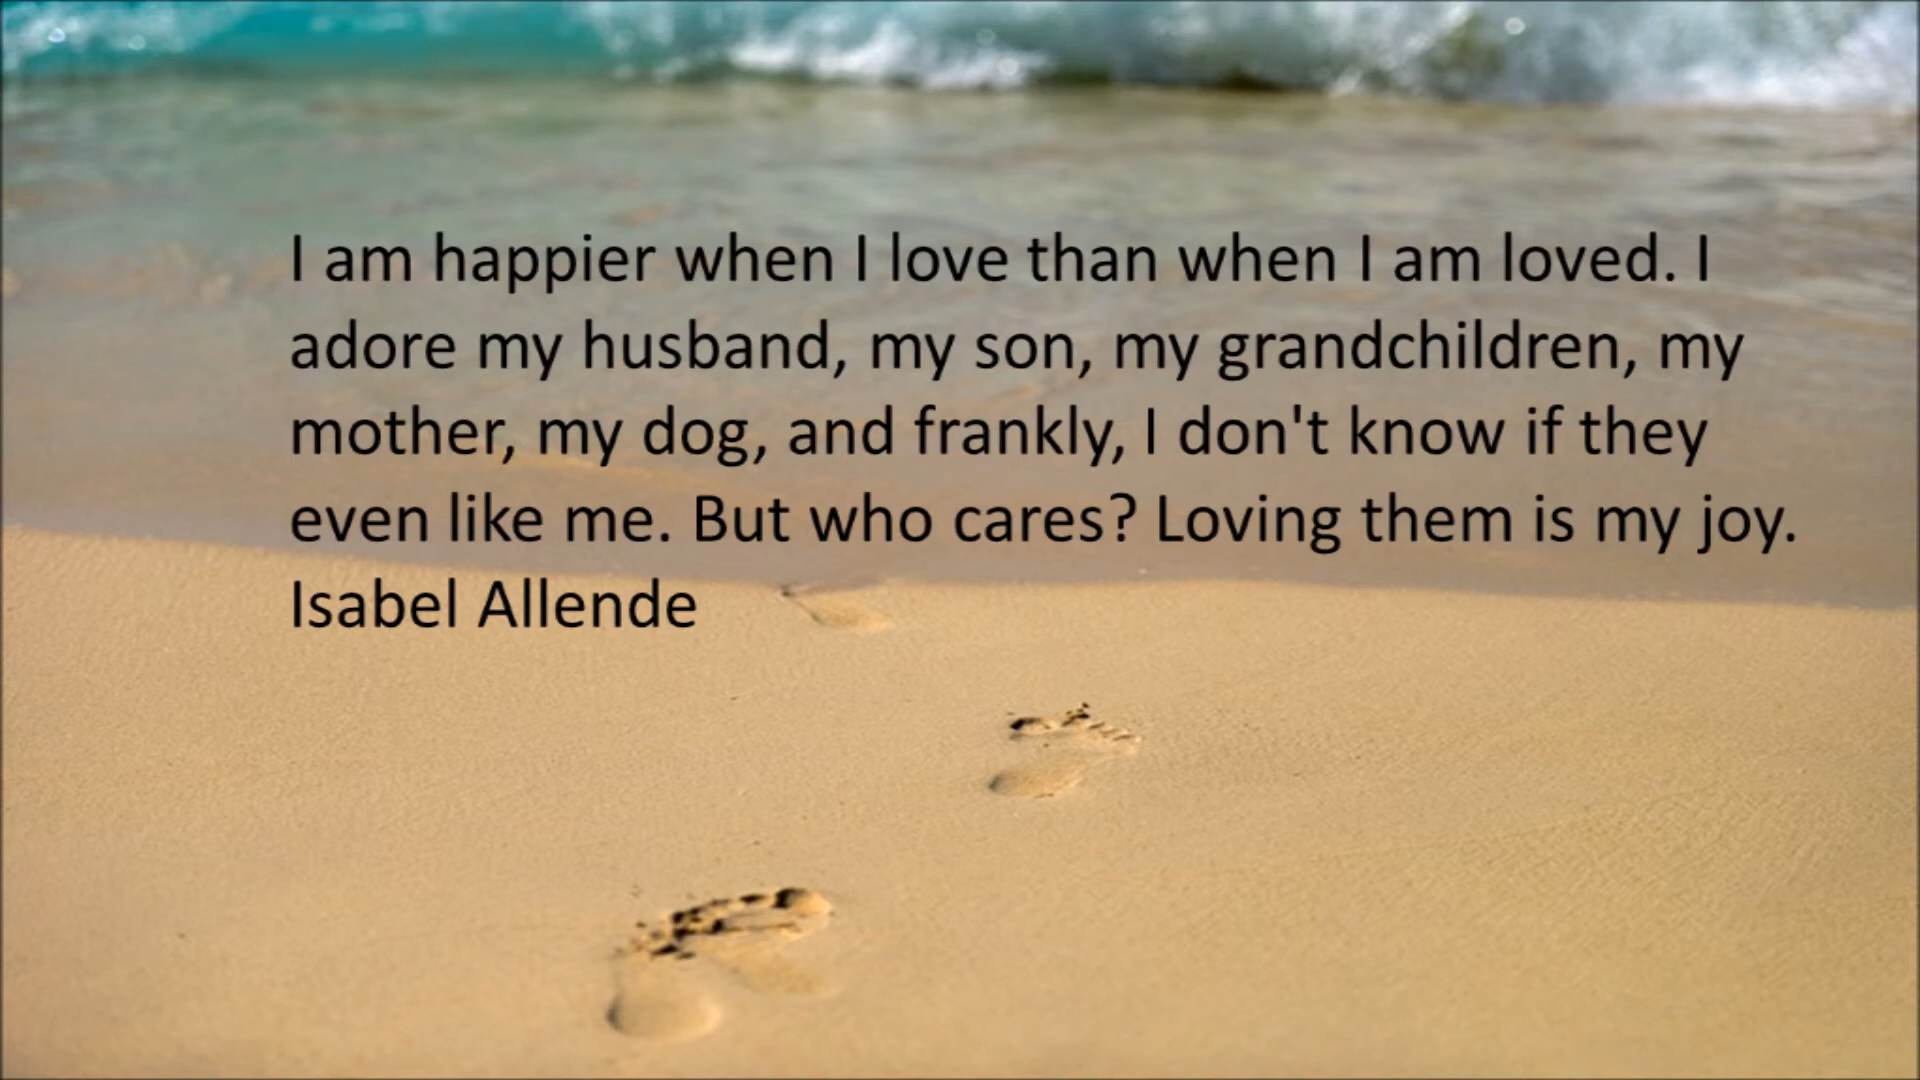 I am happier when I love than when I am loved. I
adore my husband, my son, my grandchildren, my
mother, my dog, and frankly, I don't know if they
even like me. But who cares? Loving them is my joy.
Isabel Allende